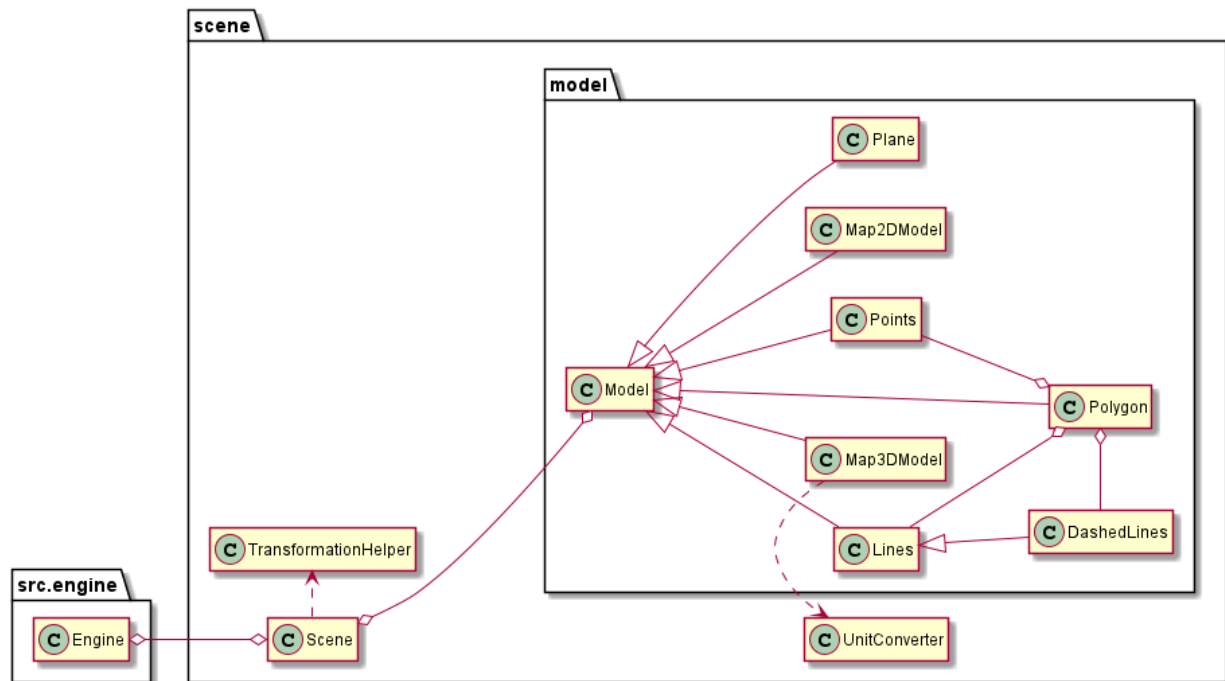 scene
model
C Plane
C Map2DModel
C Points
C Model
C Polygon
C Map3DModel
C TransformationHelper
C Lines
C DashedLines
src.engine
C Engine
C Scene
C UnitConverter